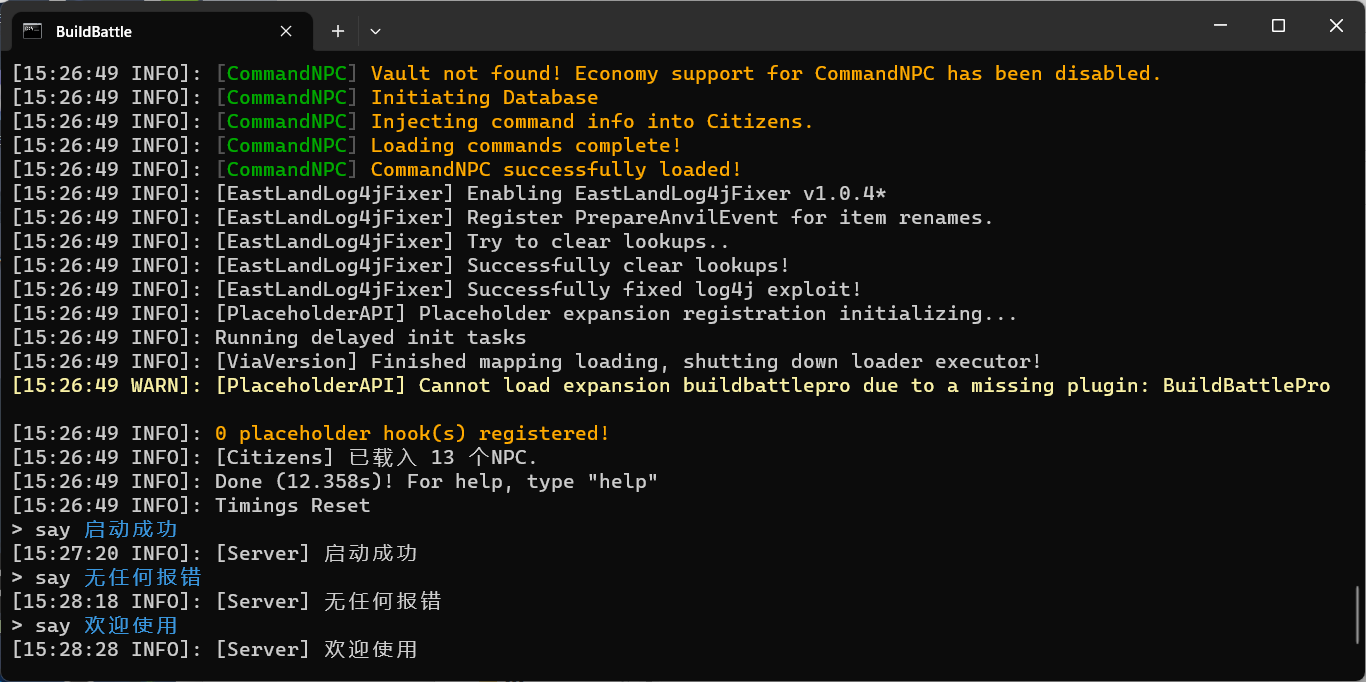 BuildBattle
[15:26:49 INFO]: [CommandNPC] Vault not found! Economy support for CommandNPC has been disabled.
[15:26:49 INFO]: [CommandNPC] Initiating Database
[15:26:49 INFO]: [CommandNPC] Injecting command info into Citizens.
[15:26:49 INFO]: [CommandNPC] Loading commands complete!
[15:26:49 INFO]: [CommandNPC] CommandNPC successfully loaded!
[15:26:49 INFO]: [EastLandLog4jFixer] Enabling EastLandLog4jFixer v1.0.4*
[15:26:49 INFO]: [EastLandLog4jFixer] Register PrepareAnvilEvent for item renames.
[15:26:49 INFO]: [EastLandLog4jFixer] Try to clear lookups..
[15:26:49 INFO]: [EastLandLog4jFixer] Successfully clear lookups!
[15:26:49 INFO]: [EastLandLog4jFixer] Successfully fixed log4j exploit!
[15:26:49 INFO]: [PlaceholderAPI] Placeholder expansion registration initializing...
[15:26:49 INFO]: Running delayed init tasks
[15:26:49 INFO]: [ViaVersion] Finished mapping loading, shutting down loader executor!
[15:26:49 WARN]: [PlaceholderAPI] Cannot load expansion buildbattlepro due to a missing plugin: BuildBattlePro
[15:26:49 INFO]: 0 placeholder hook(s) registered!
[15:26:49 INFO]: [Citizens] 已载入 13 个NPC.
[15:26:49 INFO]: Done (12.358s)! For help, type "help"
[15:26:49 INFO]: Timings Reset
> say 启动成功
[15:27:20 INFO]: [Server] 启动成功
> say 无任何报错
[15:28:18 INFO]: [Server] 无任何报错
> say 欢迎使用
[15:28:28 INFO]: [Server] 欢迎使用